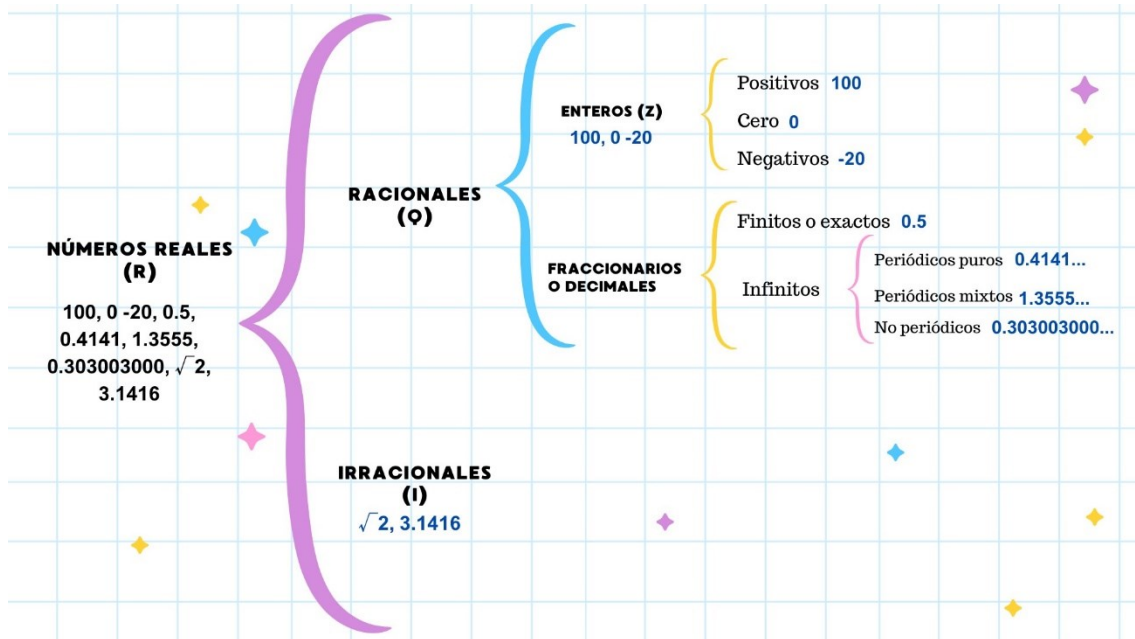 NÚMEROS REALES
(R)
100, 0 -20, 0.5,
0.4141, 1.3555,
0.303003000, √2,
3.1416
RACIONALES
(Q)
ENTEROS (Z)
100, 0 -20
Positivos 100
Cero 0
Negativos -20
FRACCIONARIOS
O DECIMALES
Finitos o exactos 0.5
Infinitos
Periódicos puros 0.4141...
Periódicos mixtos 1.3555...
No periódicos 0.303003000...
IRRACIONALES
(I)
√2, 3.1416